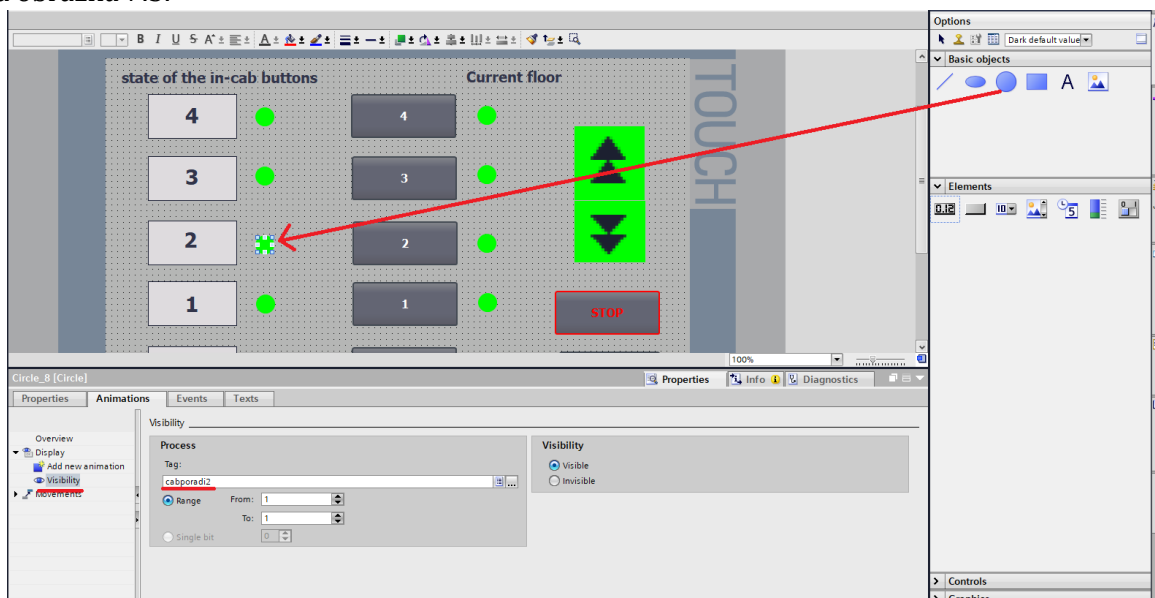 Options
Dark default value
Basic objects
A
Elements
Controls
B I U S A
state of the in-cab buttons
Current floor
TOUCH
4
4
3
3
2
2
1
1
STOP
100%
Circle_8 [Circle]
Properties
Info
Diagnostics
Properties
Animations
Events
Texts
Visibility
Overview
Display
Add new animation
Visibility
Movements
Process
Tag:
cabporadi2
...
Range
From:
1
To:
1
Single bit
0
Visibility
Visible
Invisible